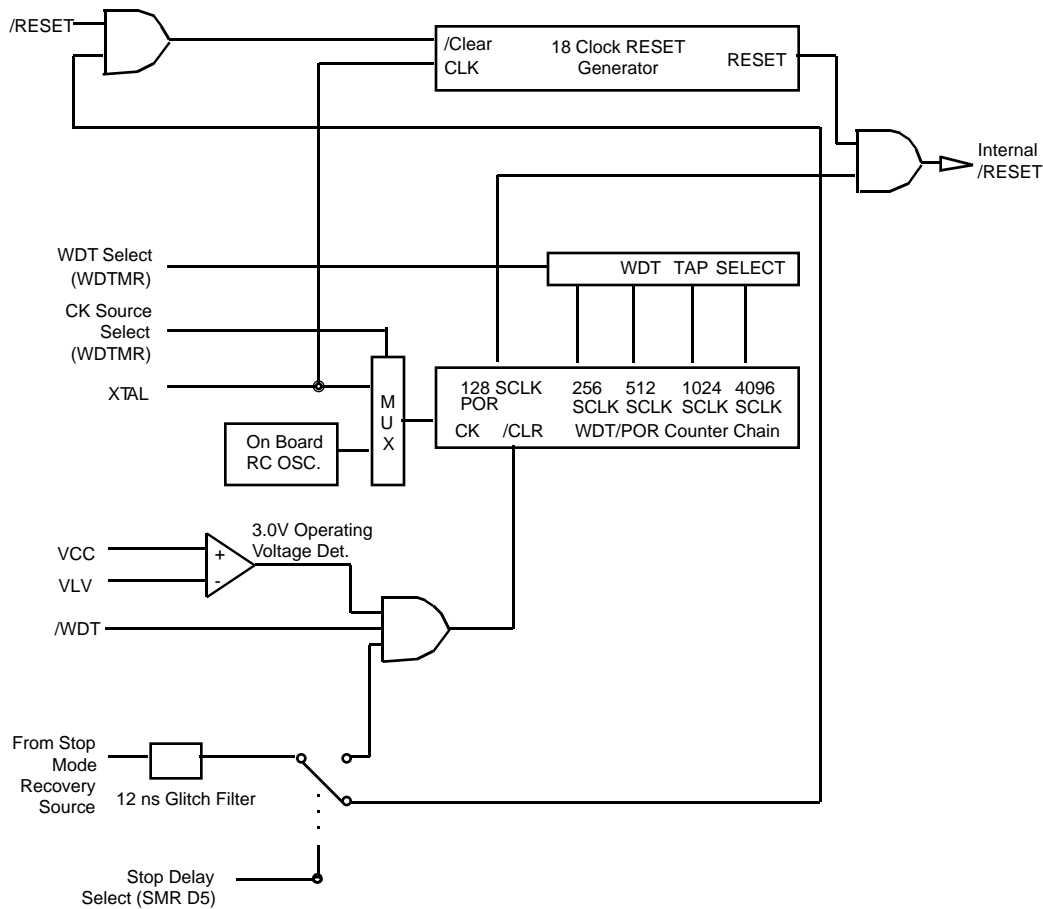 /RESET
/Clear
CLK
18 Clock RESET
Generator
RESET
Internal
/RESET
WDT Select
(WDTMR)
WDT TAP SELECT
CK Source
Select
(WDTMR)
XTAL
M
U
X
128 SCLK
POR
256
SCLK
512
SCLK
1024
SCLK
4096
SCLK
CK
/CLR
WDT/POR Counter Chain
On Board
RC OSC.
3.0V Operating
Voltage Det.
VCC
+
VLV
-
/WDT
From Stop
Mode
Recovery
Source
12 ns Glitch Filter
Stop Delay
Select (SMR D5)